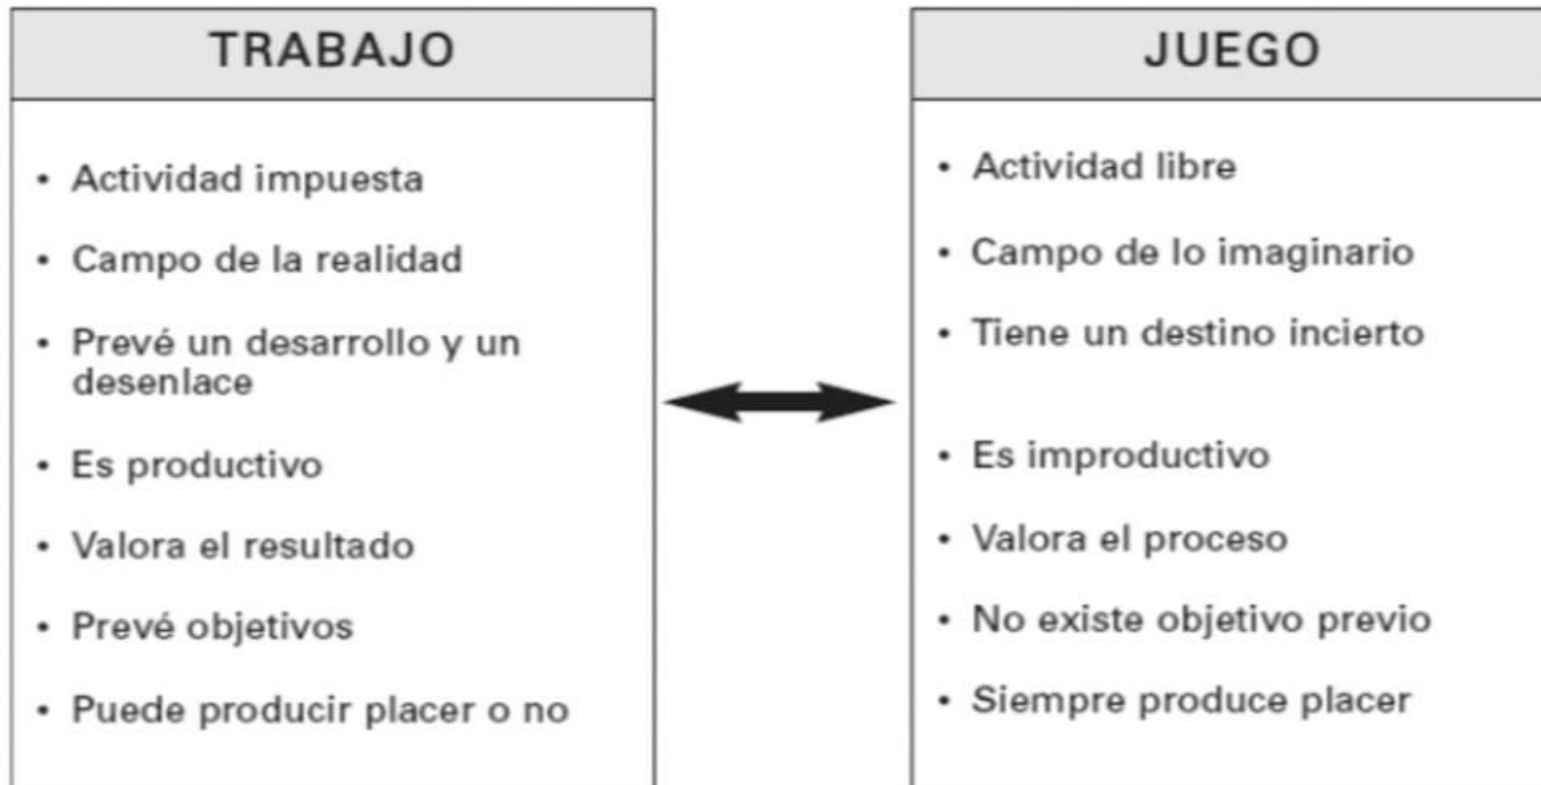 TRABAJO
• Actividad impuesta
• Campo de la realidad
• Prevé un desarrollo y un
desenlace
• Es productivo
• Valora el resultado
• Prevé objetivos
• Puede producir placer o no
JUEGO
• Actividad libre
• Campo de lo imaginario
• Tiene un destino incierto
• Es improductivo
• Valora el proceso
• No existe objetivo previo
• Siempre produce placer